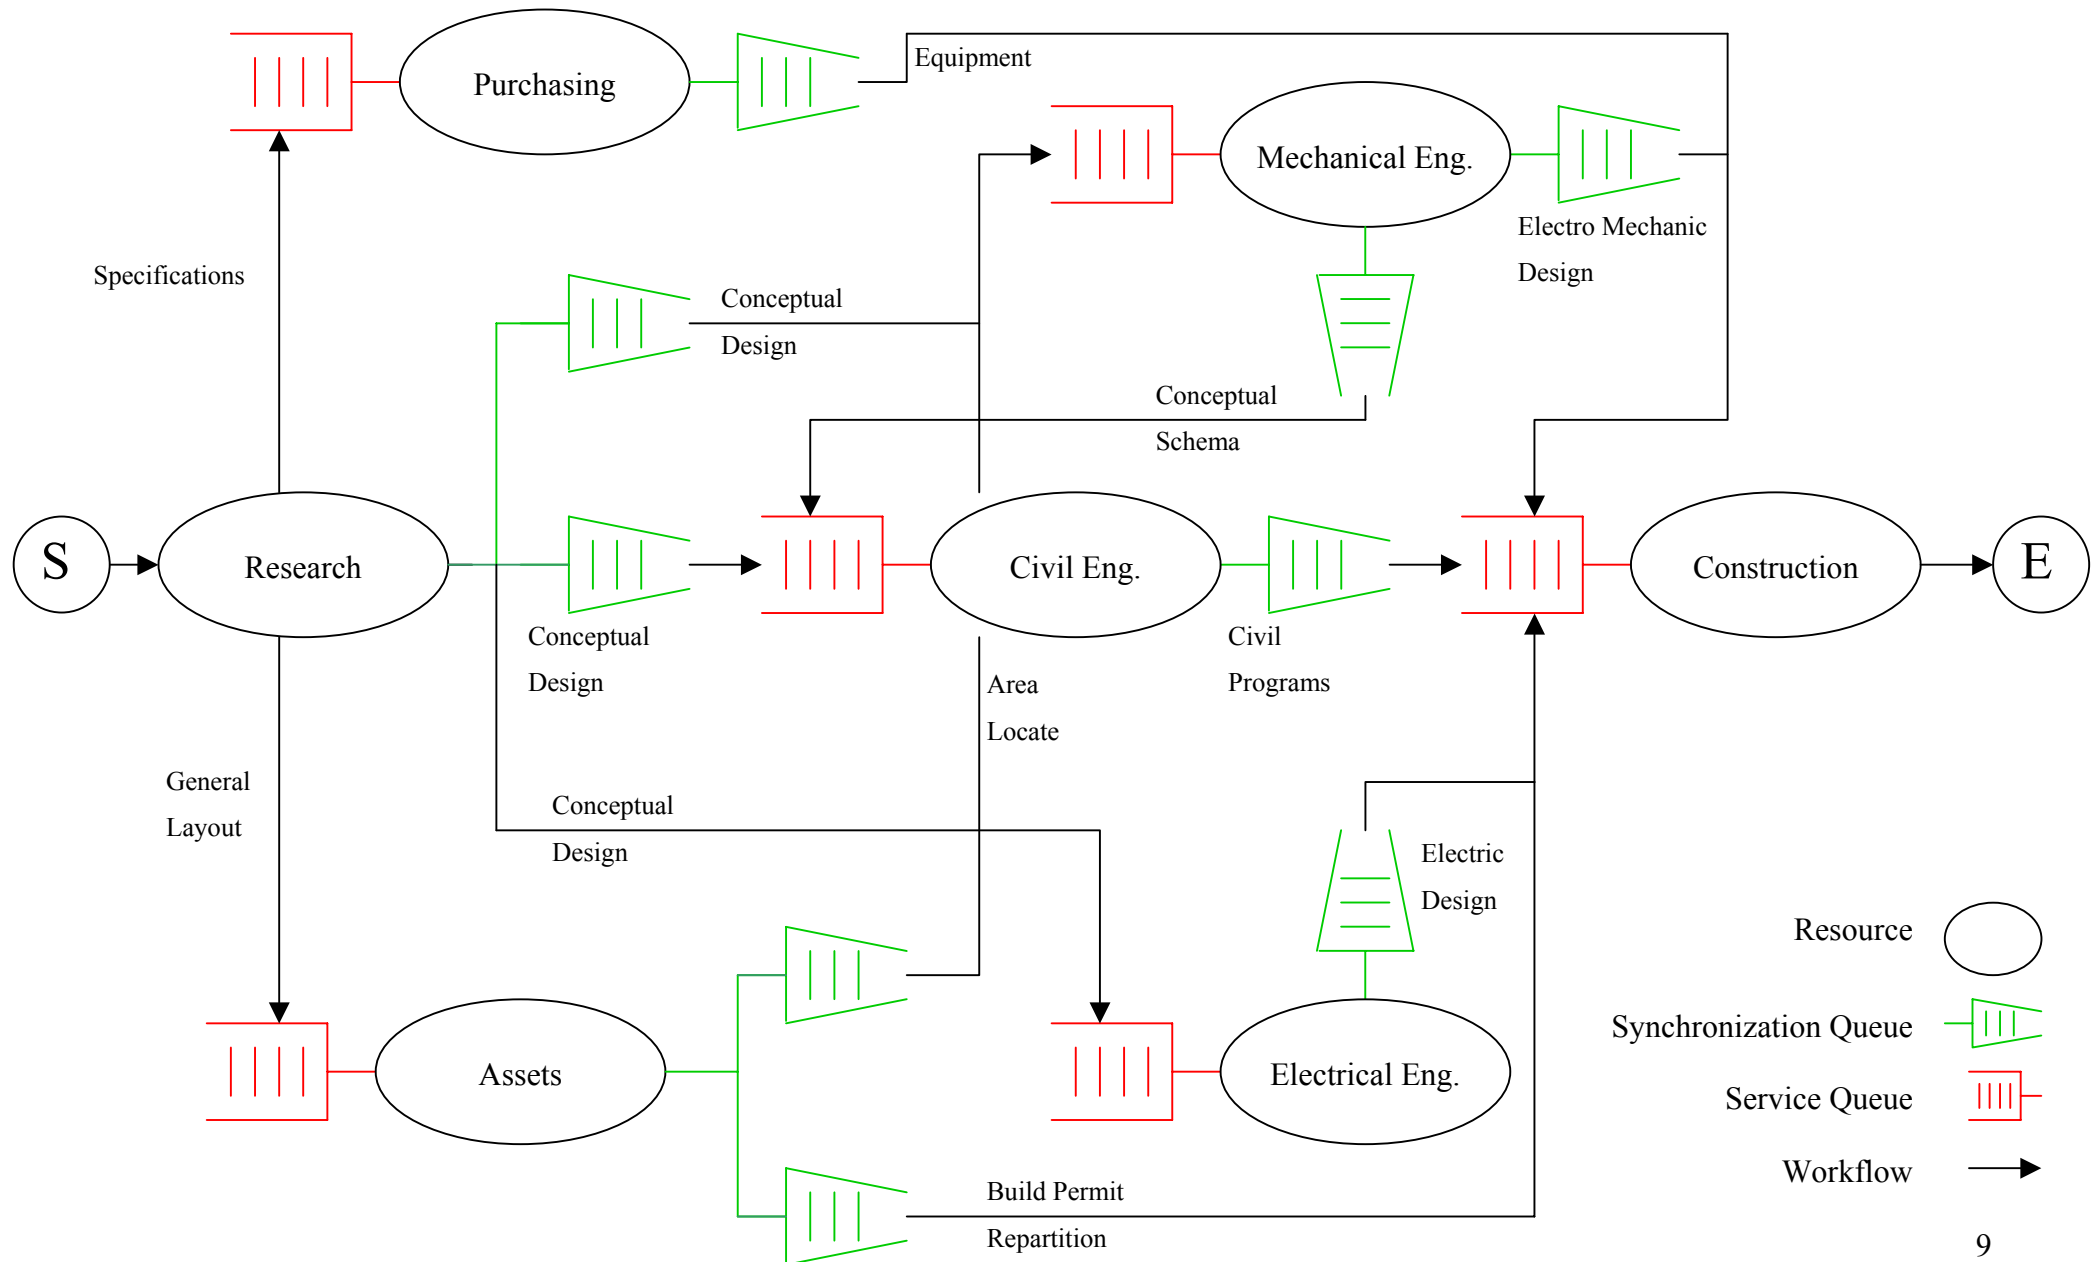 Equipment
Purchasing
Mechanical Eng.
Electro Mechanic
Design
Specifications
Conceptual
Design
Conceptual
Schema
S
Research
Civil Eng.
Construction
E
Conceptual
Design
Civil
Programs
Area
Locate
General
Layout
Conceptual
Design
Electric
Design
Resource
Synchronization Queue
Assets
Electrical Eng.
Service Queue
Workflow
Build Permit
Repartition
9